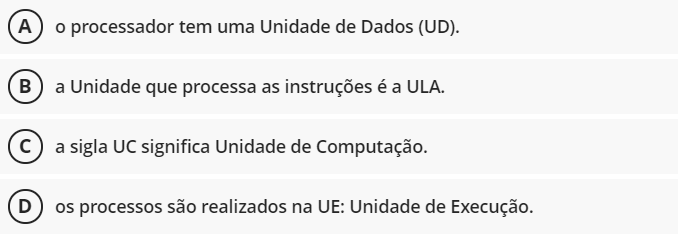 A o processador tem uma Unidade de Dados (UD).
B a Unidade que processa as instruções é a ULA.
C a sigla UC significa Unidade de Computação.
D os processos são realizados na UE: Unidade de Execução.